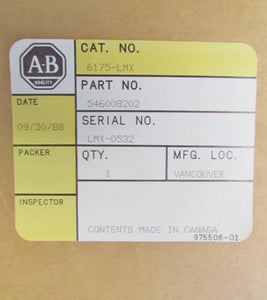 A-B
QUALITY
CAT. NO.
6175-LMX
PART NO.
546008202
DATE
09/30/88
SERIAL NO.
LMX-0532
PACKER
QTY.
1
MFG. LOC.
VANCOUVER
INSPECTOR
CONTENTS MADE IN CANADA
975506-01